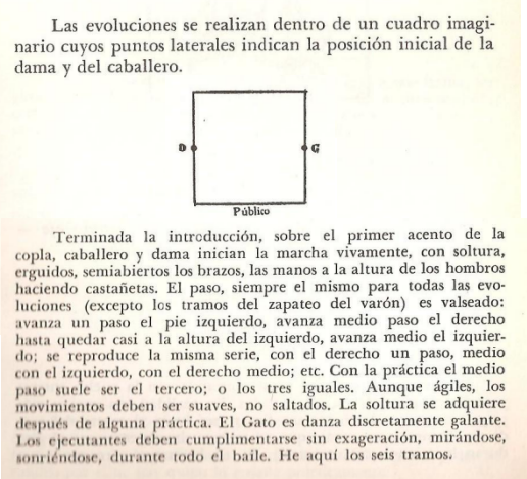 Las evoluciones se realizan dentro de un cuadro imagi-
nario cuyos puntos laterales indican la posición inicial de la
dama y del caballero.
D G
Público
Terminada la introducción, sobre el primer acento de la
copla, caballero y dama inician la marcha vivamente, con soltura,
erguidos, semiabiertos los brazos, las manos a la altura de los hombros
haciendo castañetas. El paso, siempre el mismo para todas las evo-
luciones (excepto los tramos del zapateo del varón) es valseado:
avanza un paso el pie izquierdo, avanza medio paso el derecho
hasta quedar casi a la altura del izquierdo, avanza medio el izquier-
do; se reproduce la misma serie, con el derecho un paso, medio
con el izquierdo, con el derecho medio; etc. Con la práctica el medio
paso suele ser el tercero; o los tres iguales. Aunque ágiles, los
movimientos deben ser suaves, no saltados. La soltura se adquiere
después de alguna práctica. El Gato es danza discretamente galante.
Los ejecutantes deben cumplimentarse sin exageración, mirándose,
sonriéndose, durante todo el baile. He aquí los seis tramos.